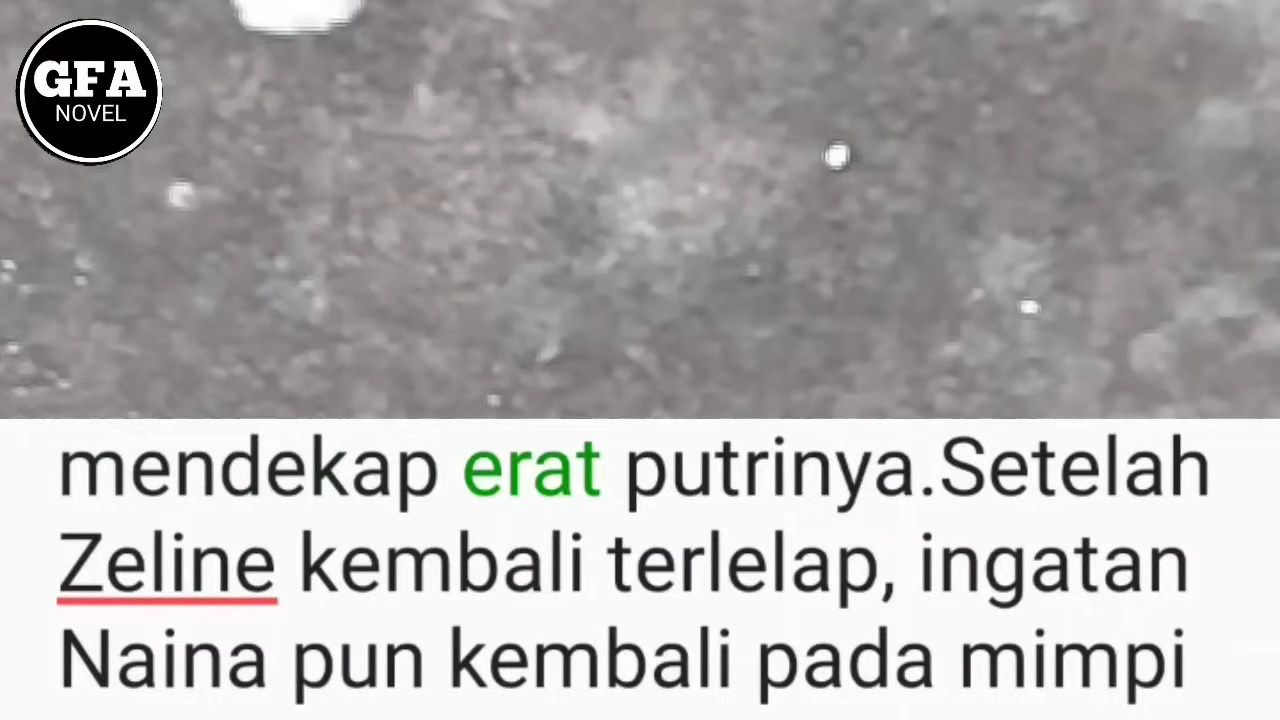 GFA
NOVEL
mendekap erat putrinya.Setelah
Zeline kembali terlelap, ingatan
Naina pun kembali pada mimpi